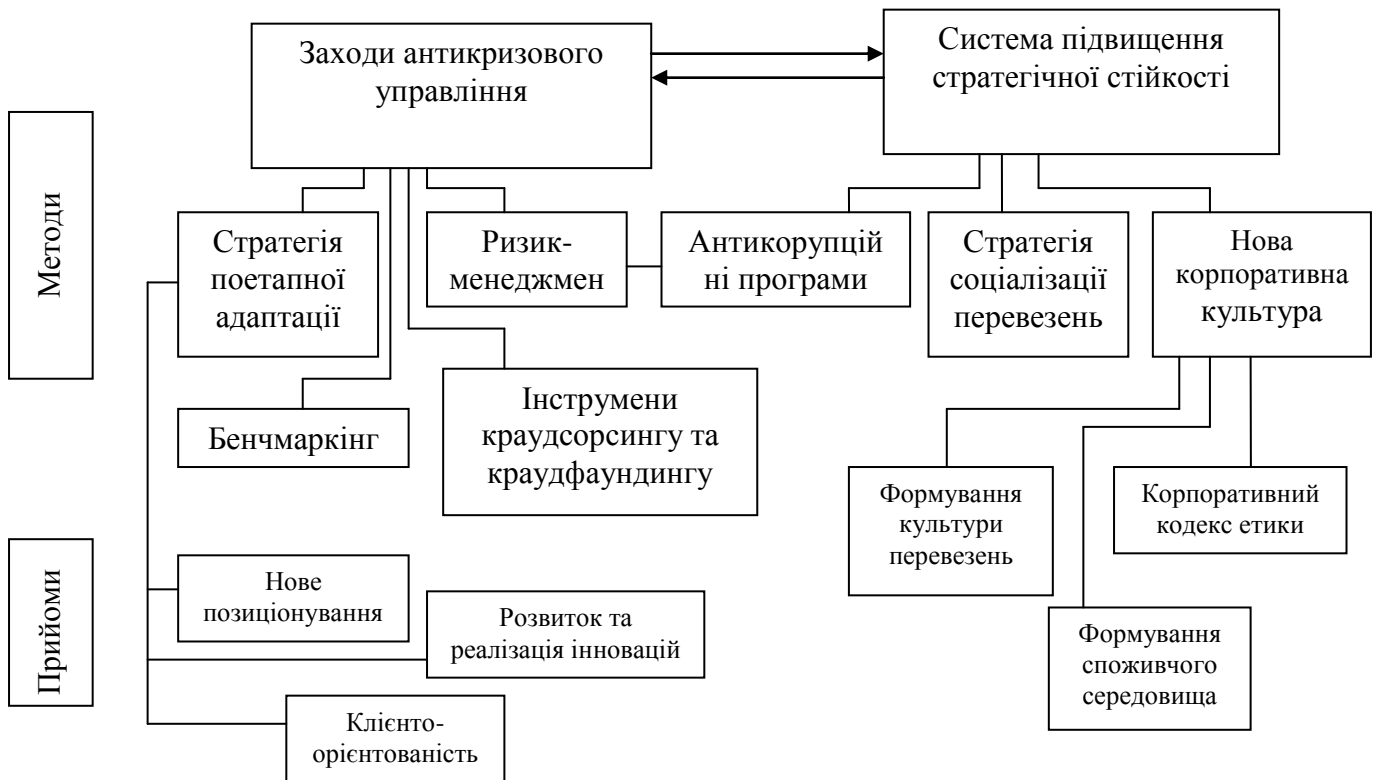 Заходи антикризового
управління
Система підвищення
стратегічної стійкості
Методи
Стратегія
поетапної
адаптації
Ризик-
менеджмен
Антикорупцій
ні програми
Стратегія
соціалізації
перевезень
Нова
корпоративна
культура
Бенчмаркінг
Інструмени
краудсорсингу та
краудфаундингу
Формування
культури
перевезень
Корпоративний
кодекс етики
Прийоми
Нове
позиціонування
Розвиток та
реалізація інновацій
Формування
споживчого
середовища
Клієнто-
орієнтованість